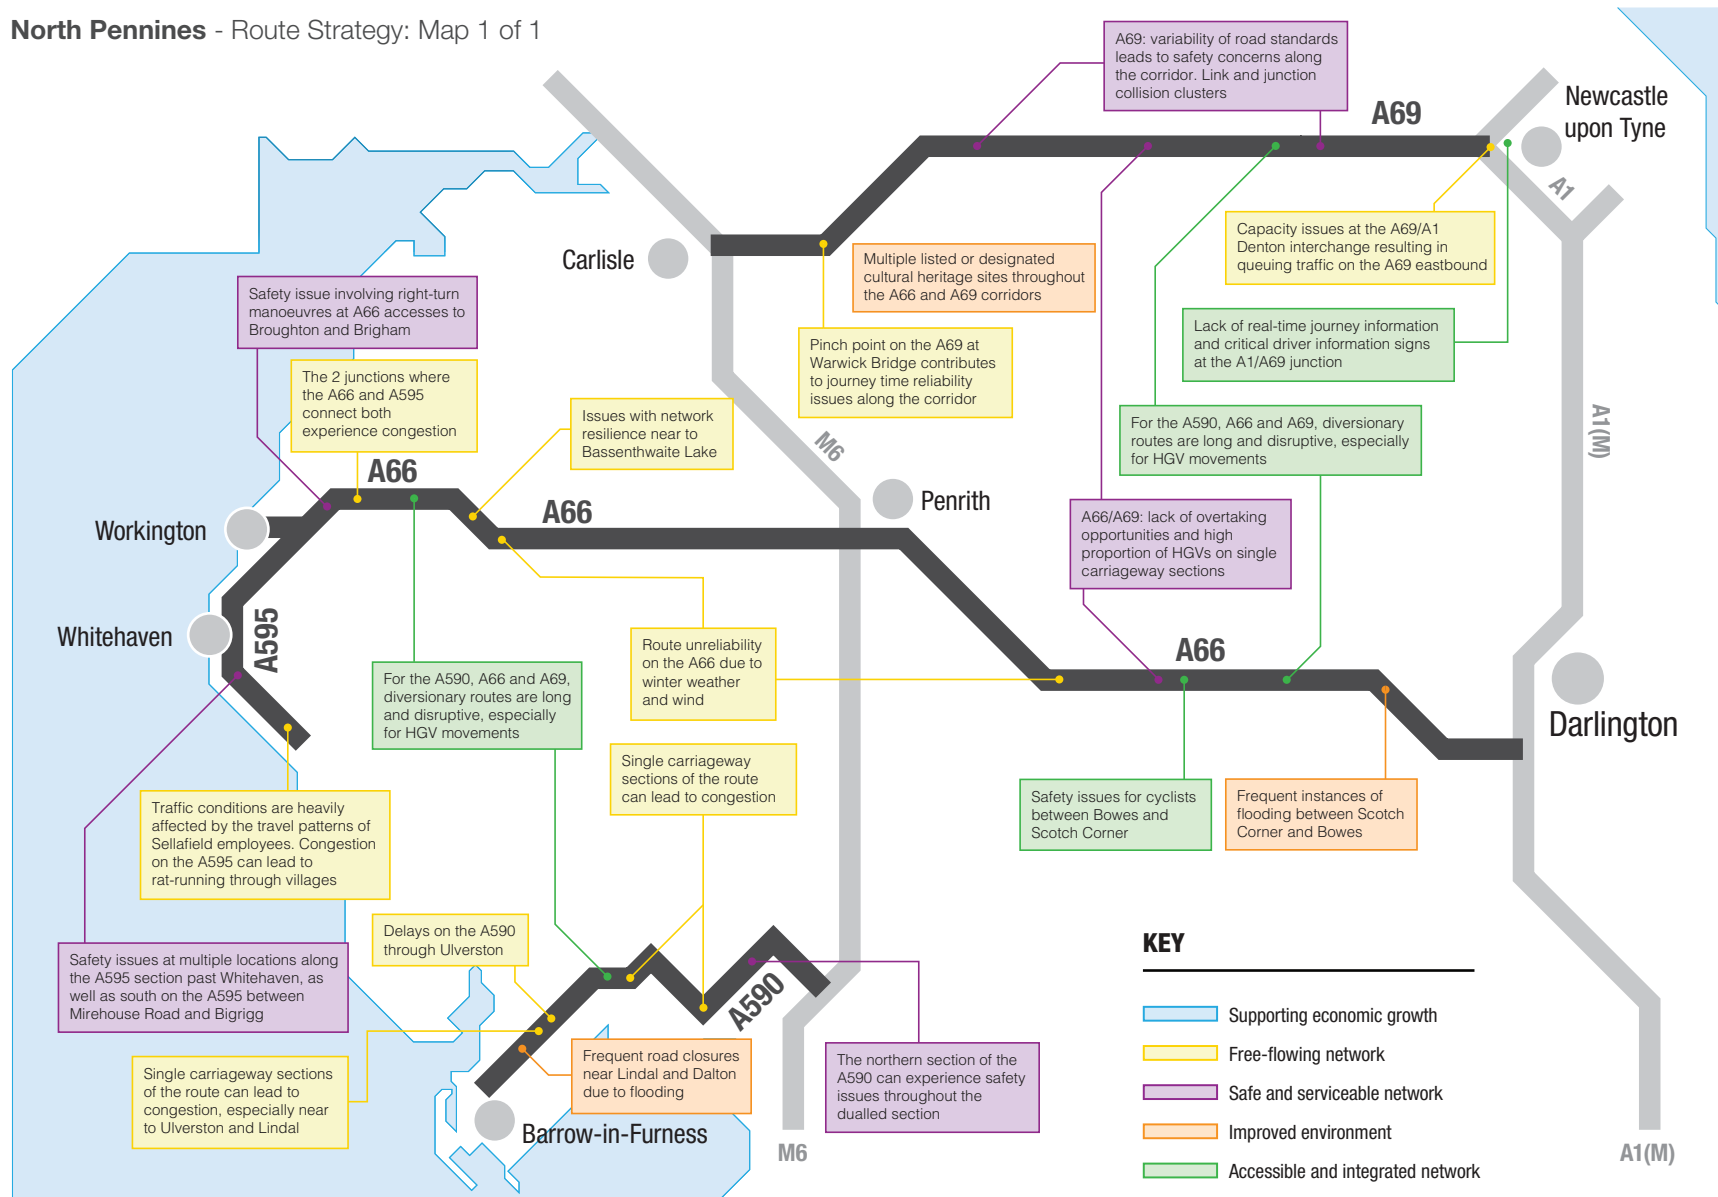 North Pennines - Route Strategy: Map 1 of 1
A69: variability of road standards
leads to safety concerns along
the corridor. Link and junction
collision clusters
A69
Newcastle
upon Tyne
A1
Carlisle
Multiple listed or designated
cultural heritage sites throughout
the A66 and A69 corridors
Capacity issues at the A69/A1
Denton interchange resulting in
queuing traffic on the A69 eastbound
Safety issue involving right-turn
manoeuvres at A66 accesses to
Broughton and Brigham
Pinch point on the A69 at
Warwick Bridge contributes
to journey time reliability
issues along the corridor
Lack of real-time journey information
and critical driver information signs
at the A1/A69 junction
The 2 junctions where
the A66 and A595
connect both
experience congestion
Issues with network
resilience near to
Bassenthwaite Lake
M6
For the A590, A66 and A69,
diversionary routes are long
and disruptive, especially
for HGV movements
A1(M)
A66
A66
Penrith
Workington
A66/A69: lack of overtaking
opportunities and high
proportion of HGVs on single
carriageway sections
Whitehaven
A595
Route unreliability
on the A66 due to
winter weather
and wind
A66
For the A590, A66 and A69,
diversionary routes are long
and disruptive, especially
for HGV movements
Darlington
Single carriageway
sections of the route
can lead to congestion
Traffic conditions are heavily
affected by the travel patterns of
Sellafield employees. Congestion
on the A595 can lead to
rat-running through villages
Safety issues for cyclists
between Bowes and
Scotch Corner
Frequent instances of
flooding between Scotch
Corner and Bowes
Delays on the A590
through Ulverston
Safety issues at multiple locations along
the A595 section past Whitehaven, as
well as south on the A595 between
Mirehouse Road and Bigrigg
A590
Single carriageway sections
of the route can lead to
congestion, especially near
to Ulverston and Lindal
Frequent road closures
near Lindal and Dalton
due to flooding
The northern section of the
A590 can experience safety
issues throughout the
dualled section
Barrow-in-Furness
M6
A1(M)
KEY
Supporting economic growth
Free-flowing network
Safe and serviceable network
Improved environment
Accessible and integrated network